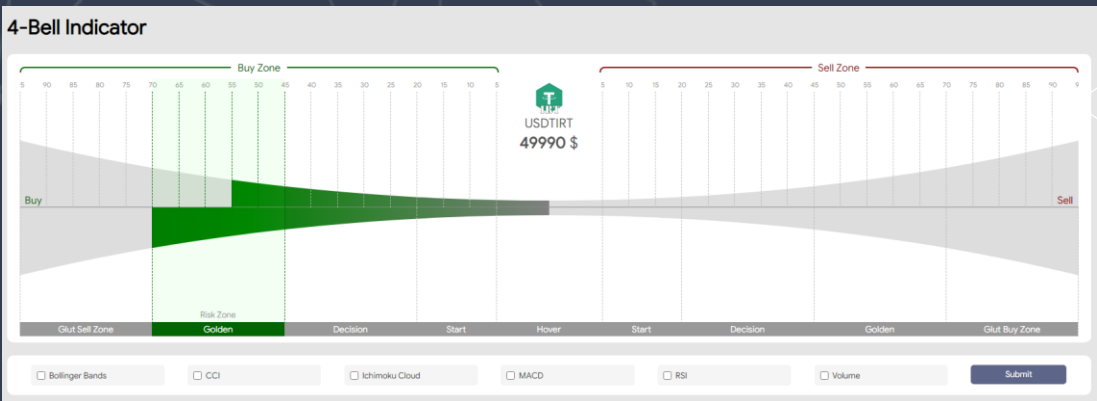 4-Bell Indicator
Buy Zone
Sell Zone
5 90 85 80 75 70 65 60 55 50 45 40 35 30 25 20 15 10 5
5 10 15 20 25 30 35 40 45 50 55 60 65 70 75 80 85 90 9
T
USDTIRT
49990 $
Buy
Sell
Risk Zone
Glut Sell Zone Golden Decision Start Hover Start Decision Golden Glut Buy Zone
Bollinger Bands CCI Ichimoku Cloud MACD RSI Volume Submit